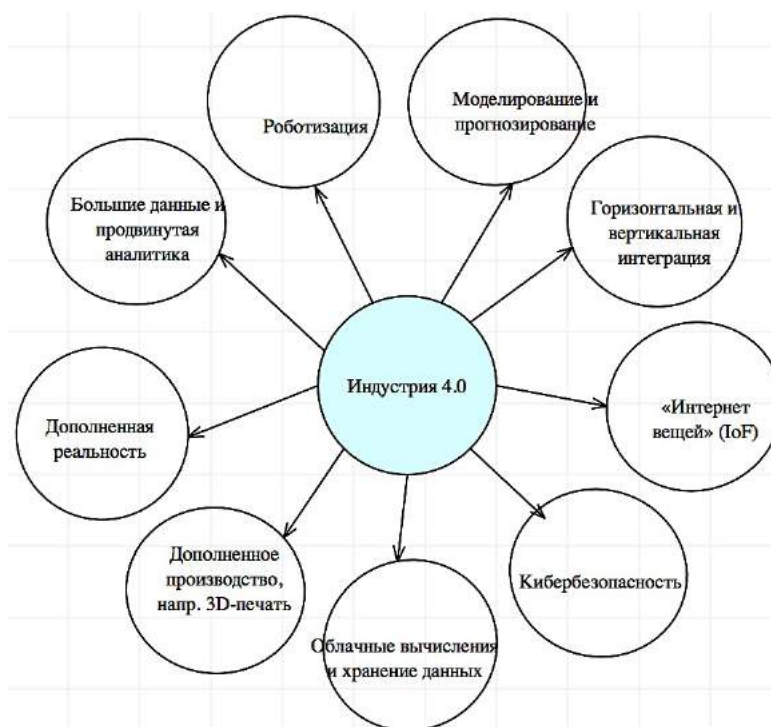 Роботизация
Моделирование и
прогнозирование
Большие данные и
продвинутая
аналитика
Горизонтальная и
вертикальная
интеграция
Индустрия 4.0
Дополненная
реальность
«Интернет
вещей» (IoF)
Дополненное
производство,
напр. 3D-печать
Кибербезопасность
Облачные вычисления
и хранение данных